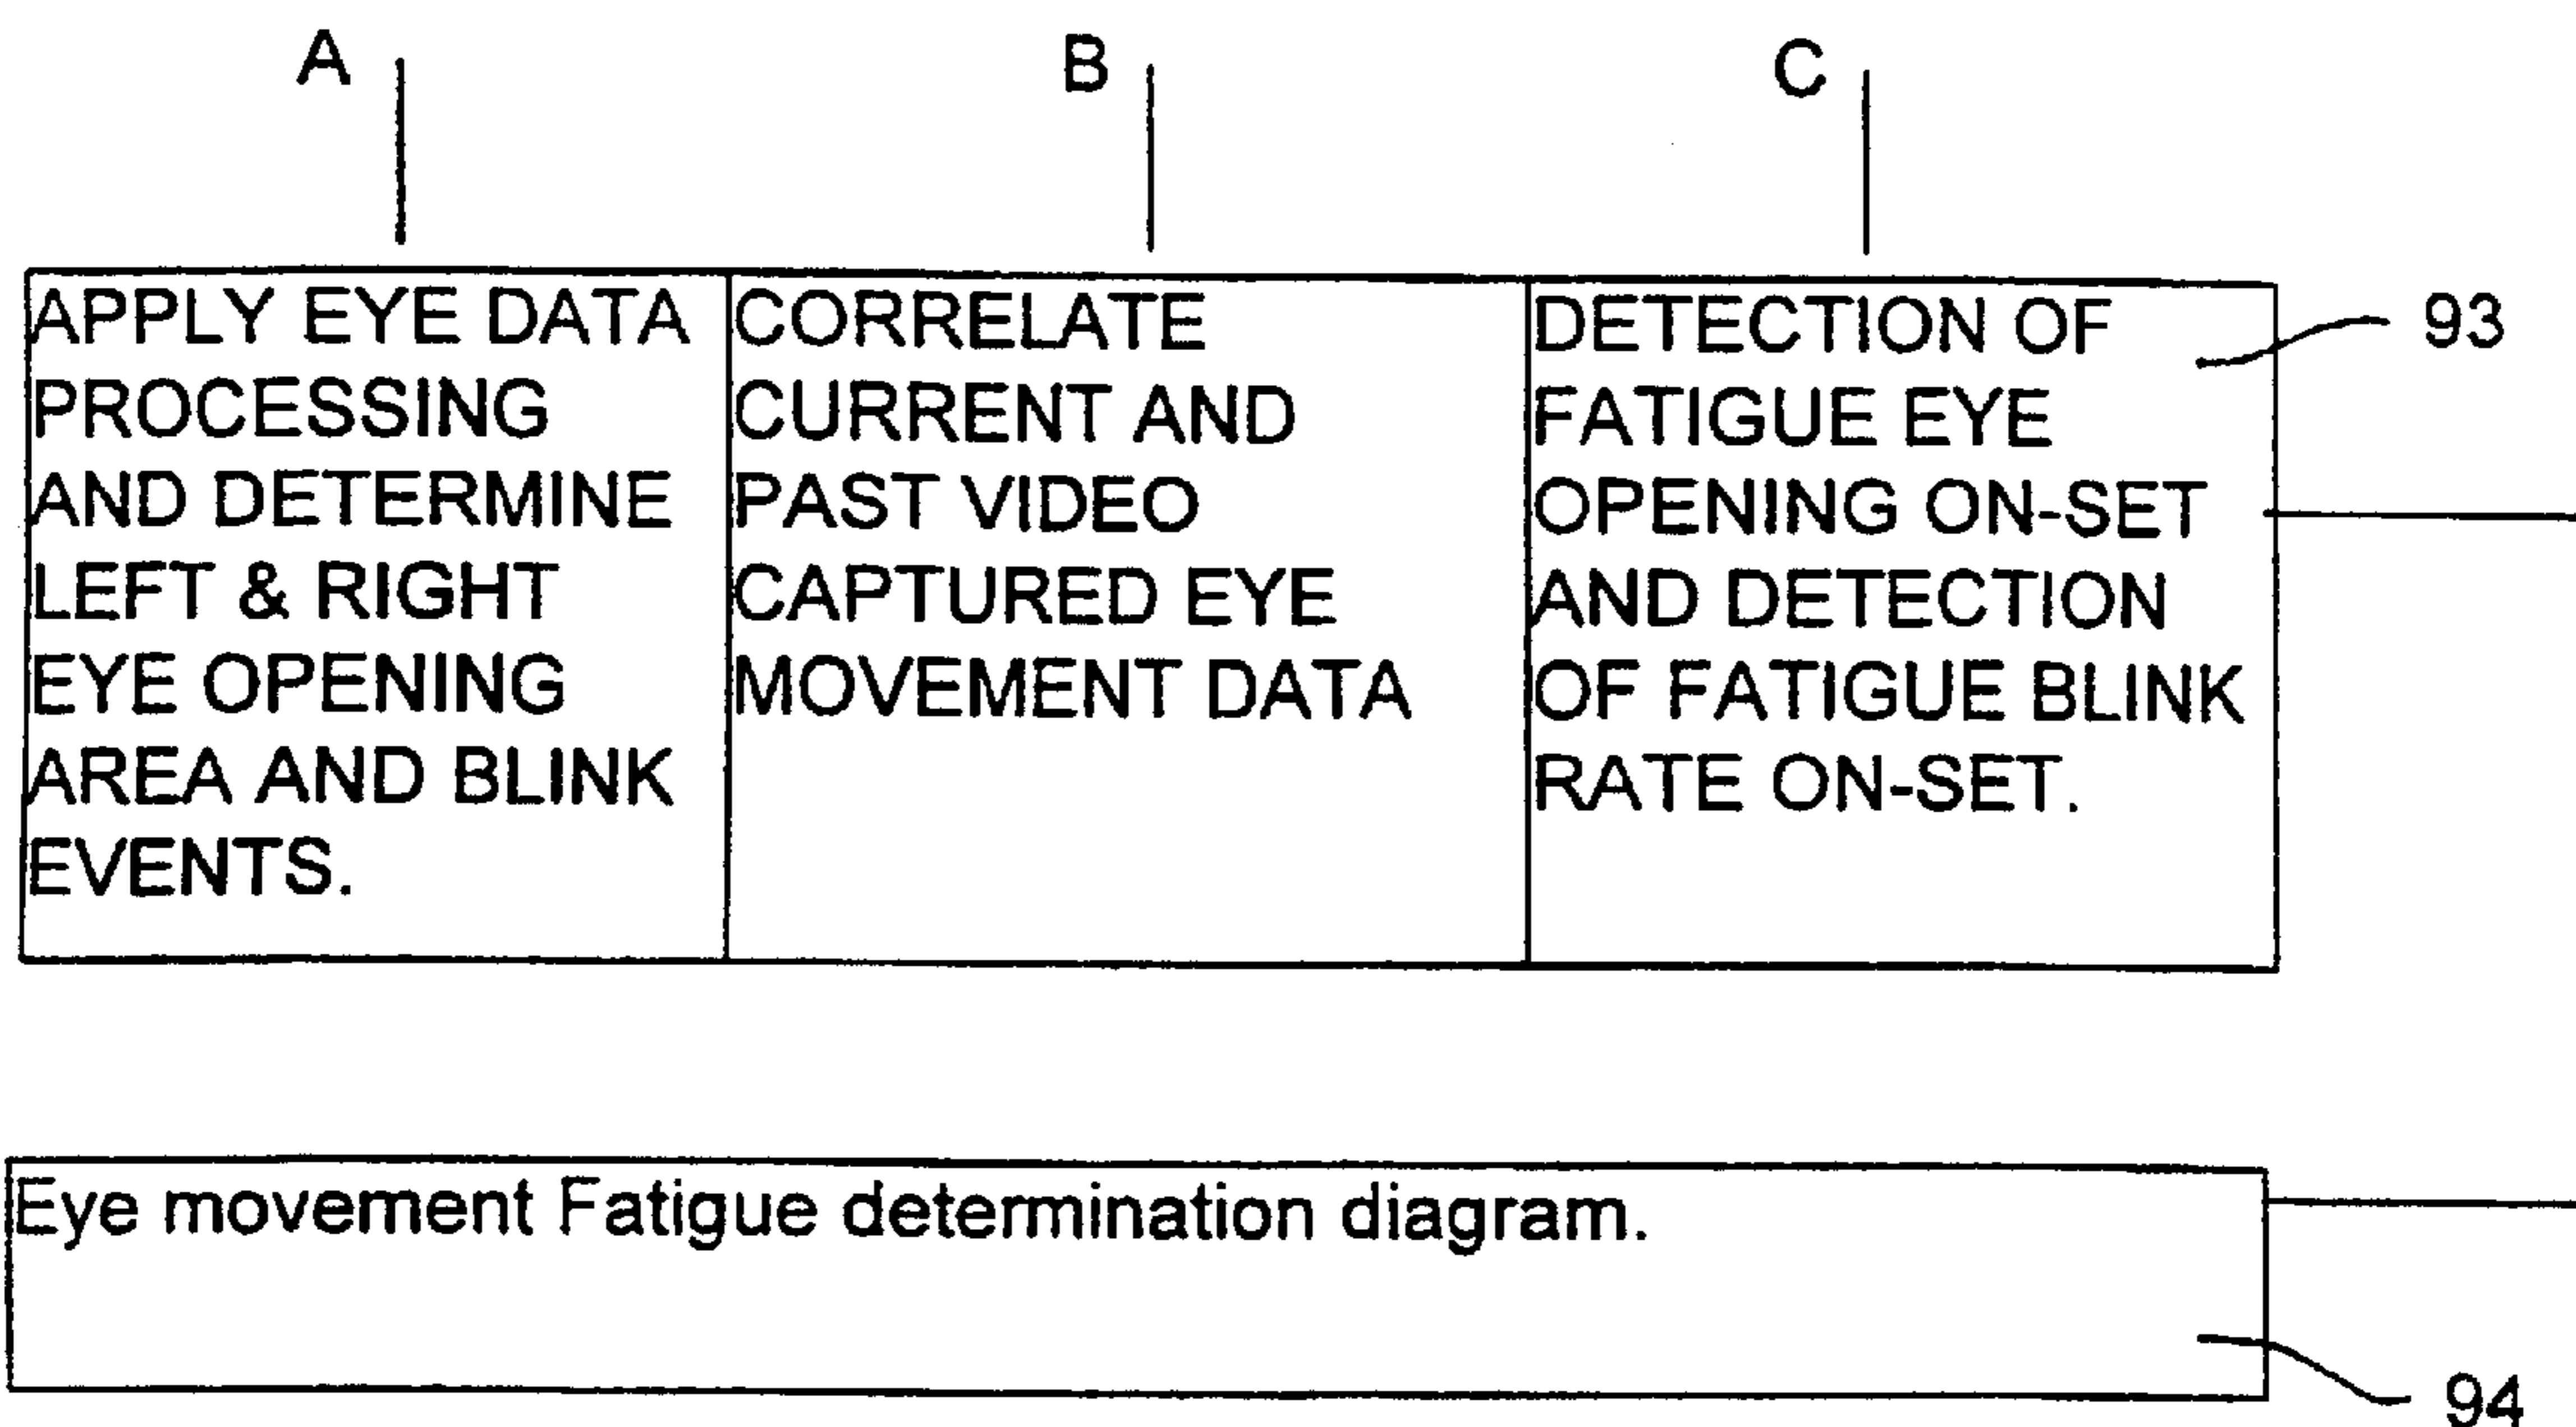 A
B
C
APPLY EYE DATA
PROCESSING
AND DETERMINE
LEFT & RIGHT
EYE OPENING
AREA AND BLINK
EVENTS.
CORRELATE
CURRENT AND
PAST VIDEO
CAPTURED EYE
MOVEMENT DATA
DETECTION OF
FATIGUE EYE
OPENING ON-SET
AND DETECTION
OF FATIGUE BLINK
RATE ON-SET.
93
Eye movement Fatigue determination diagram.
94